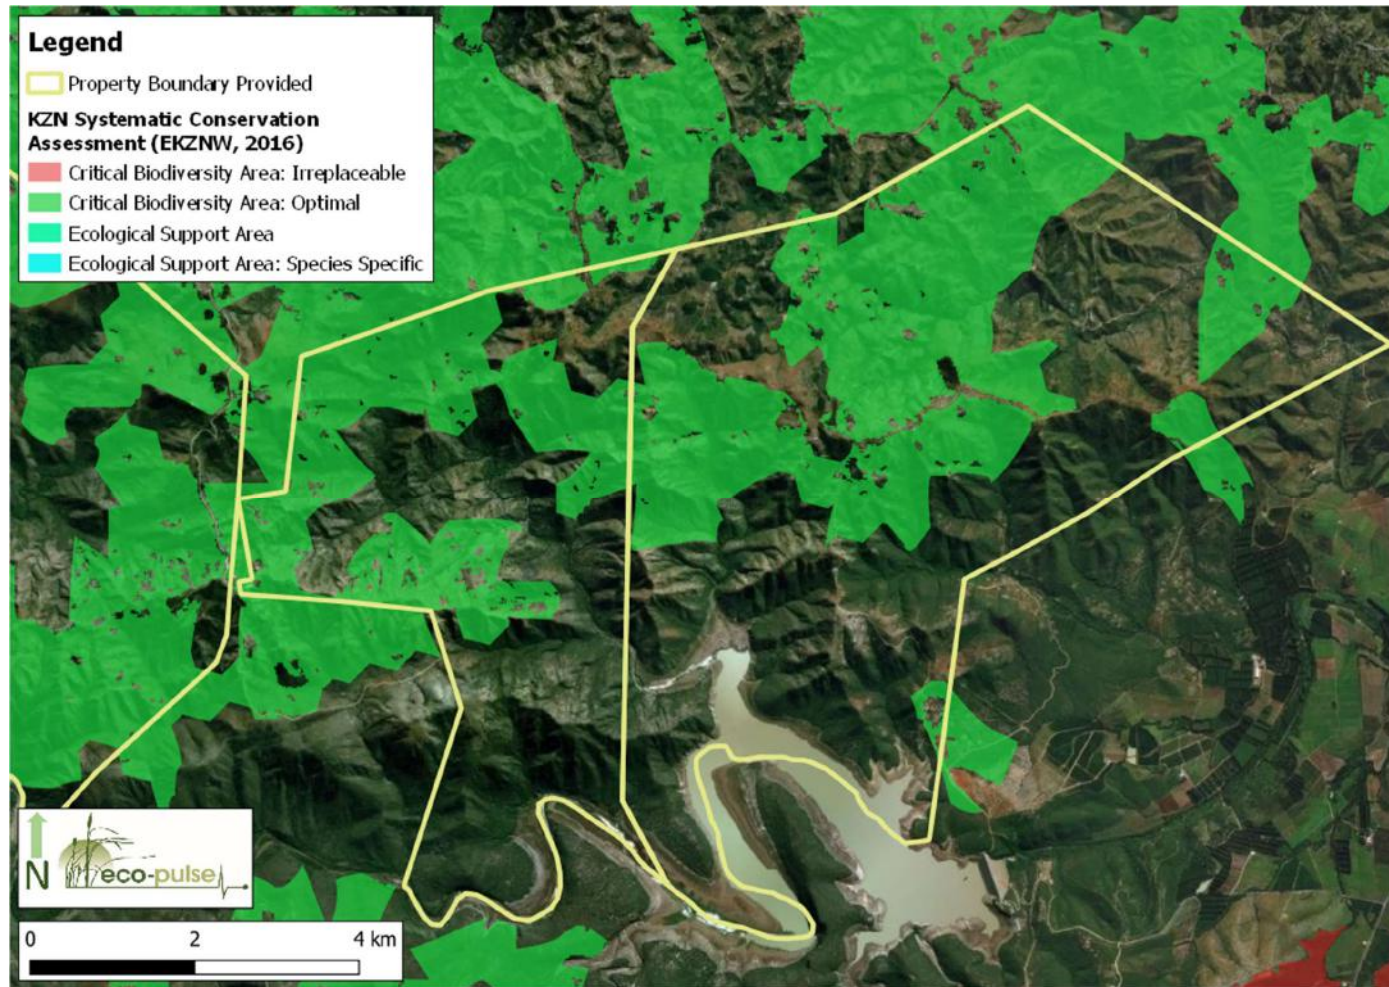 Legend
Property Boundary Provided
KZN Systematic Conservation
Assessment (EKZNW, 2016)
Critical Biodiversity Area: Irreplaceable
Critical Biodiversity Area: Optimal
Ecological Support Area
Ecological Support Area: Species Specific
N
eco-pulse
0 2 4 km